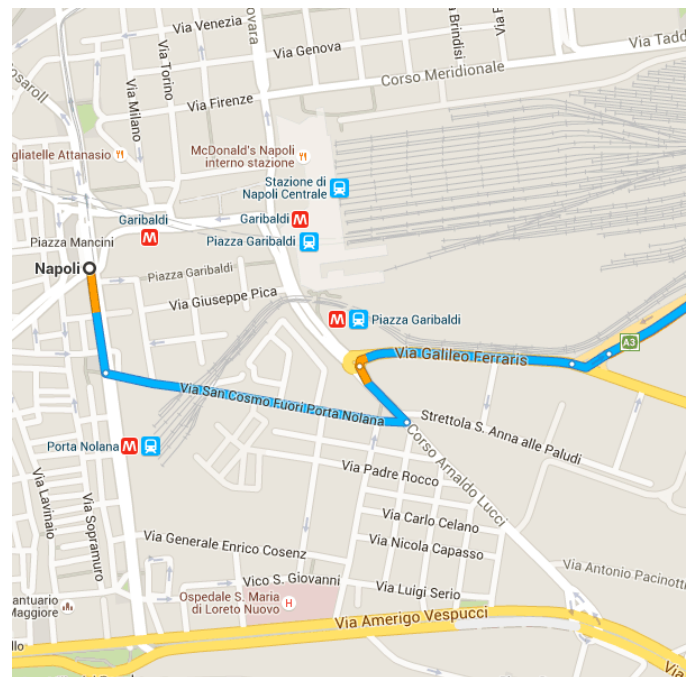 Via Venezia
Via Genova
Via Torino
Via Milano
Via Firenze
Corso Meridionale
Via Tadd
Brindisi
ovara
osaroll
gliatelle Attanasio
McDonald's Napoli
interno stazione
Stazione di
Napoli Centrale
Garibaldi
M
Garibaldi M
Piazza Garibaldi
Piazza Mancini
Napoli
Piazza Garibaldi
Via Giuseppe Pica
M Piazza Garibaldi
A3
Via Galileo Ferraris
Via San Cosmo Fuori Porta Nolana
Strettola S. Anna alle Paludi
Corso Arnaldo Lucci
Porta Nolana M
Via Lavinaio
Via Sopramuro
Via Padre Rocco
Via Carlo Celano
Via Nicola Capasso
Via Generale Enrico Cosenz
Vico S. Giovanni
Via Luigi Serio
Via Antonio Pacinott
Ospedale S. Maria
di Loreto Nuovo
H
antuario
Maggiore
Via Amerigo Vespucci
llo